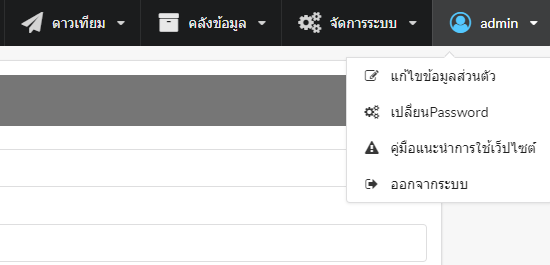 ดาวเทียม คลังข้อมูล จัดการระบบ admin
แก้ไขข้อมูลส่วนตัว
เปลี่ยนPassword
คู่มือแนะนำการใช้เว็ปไซต์
ออกจากระบบ